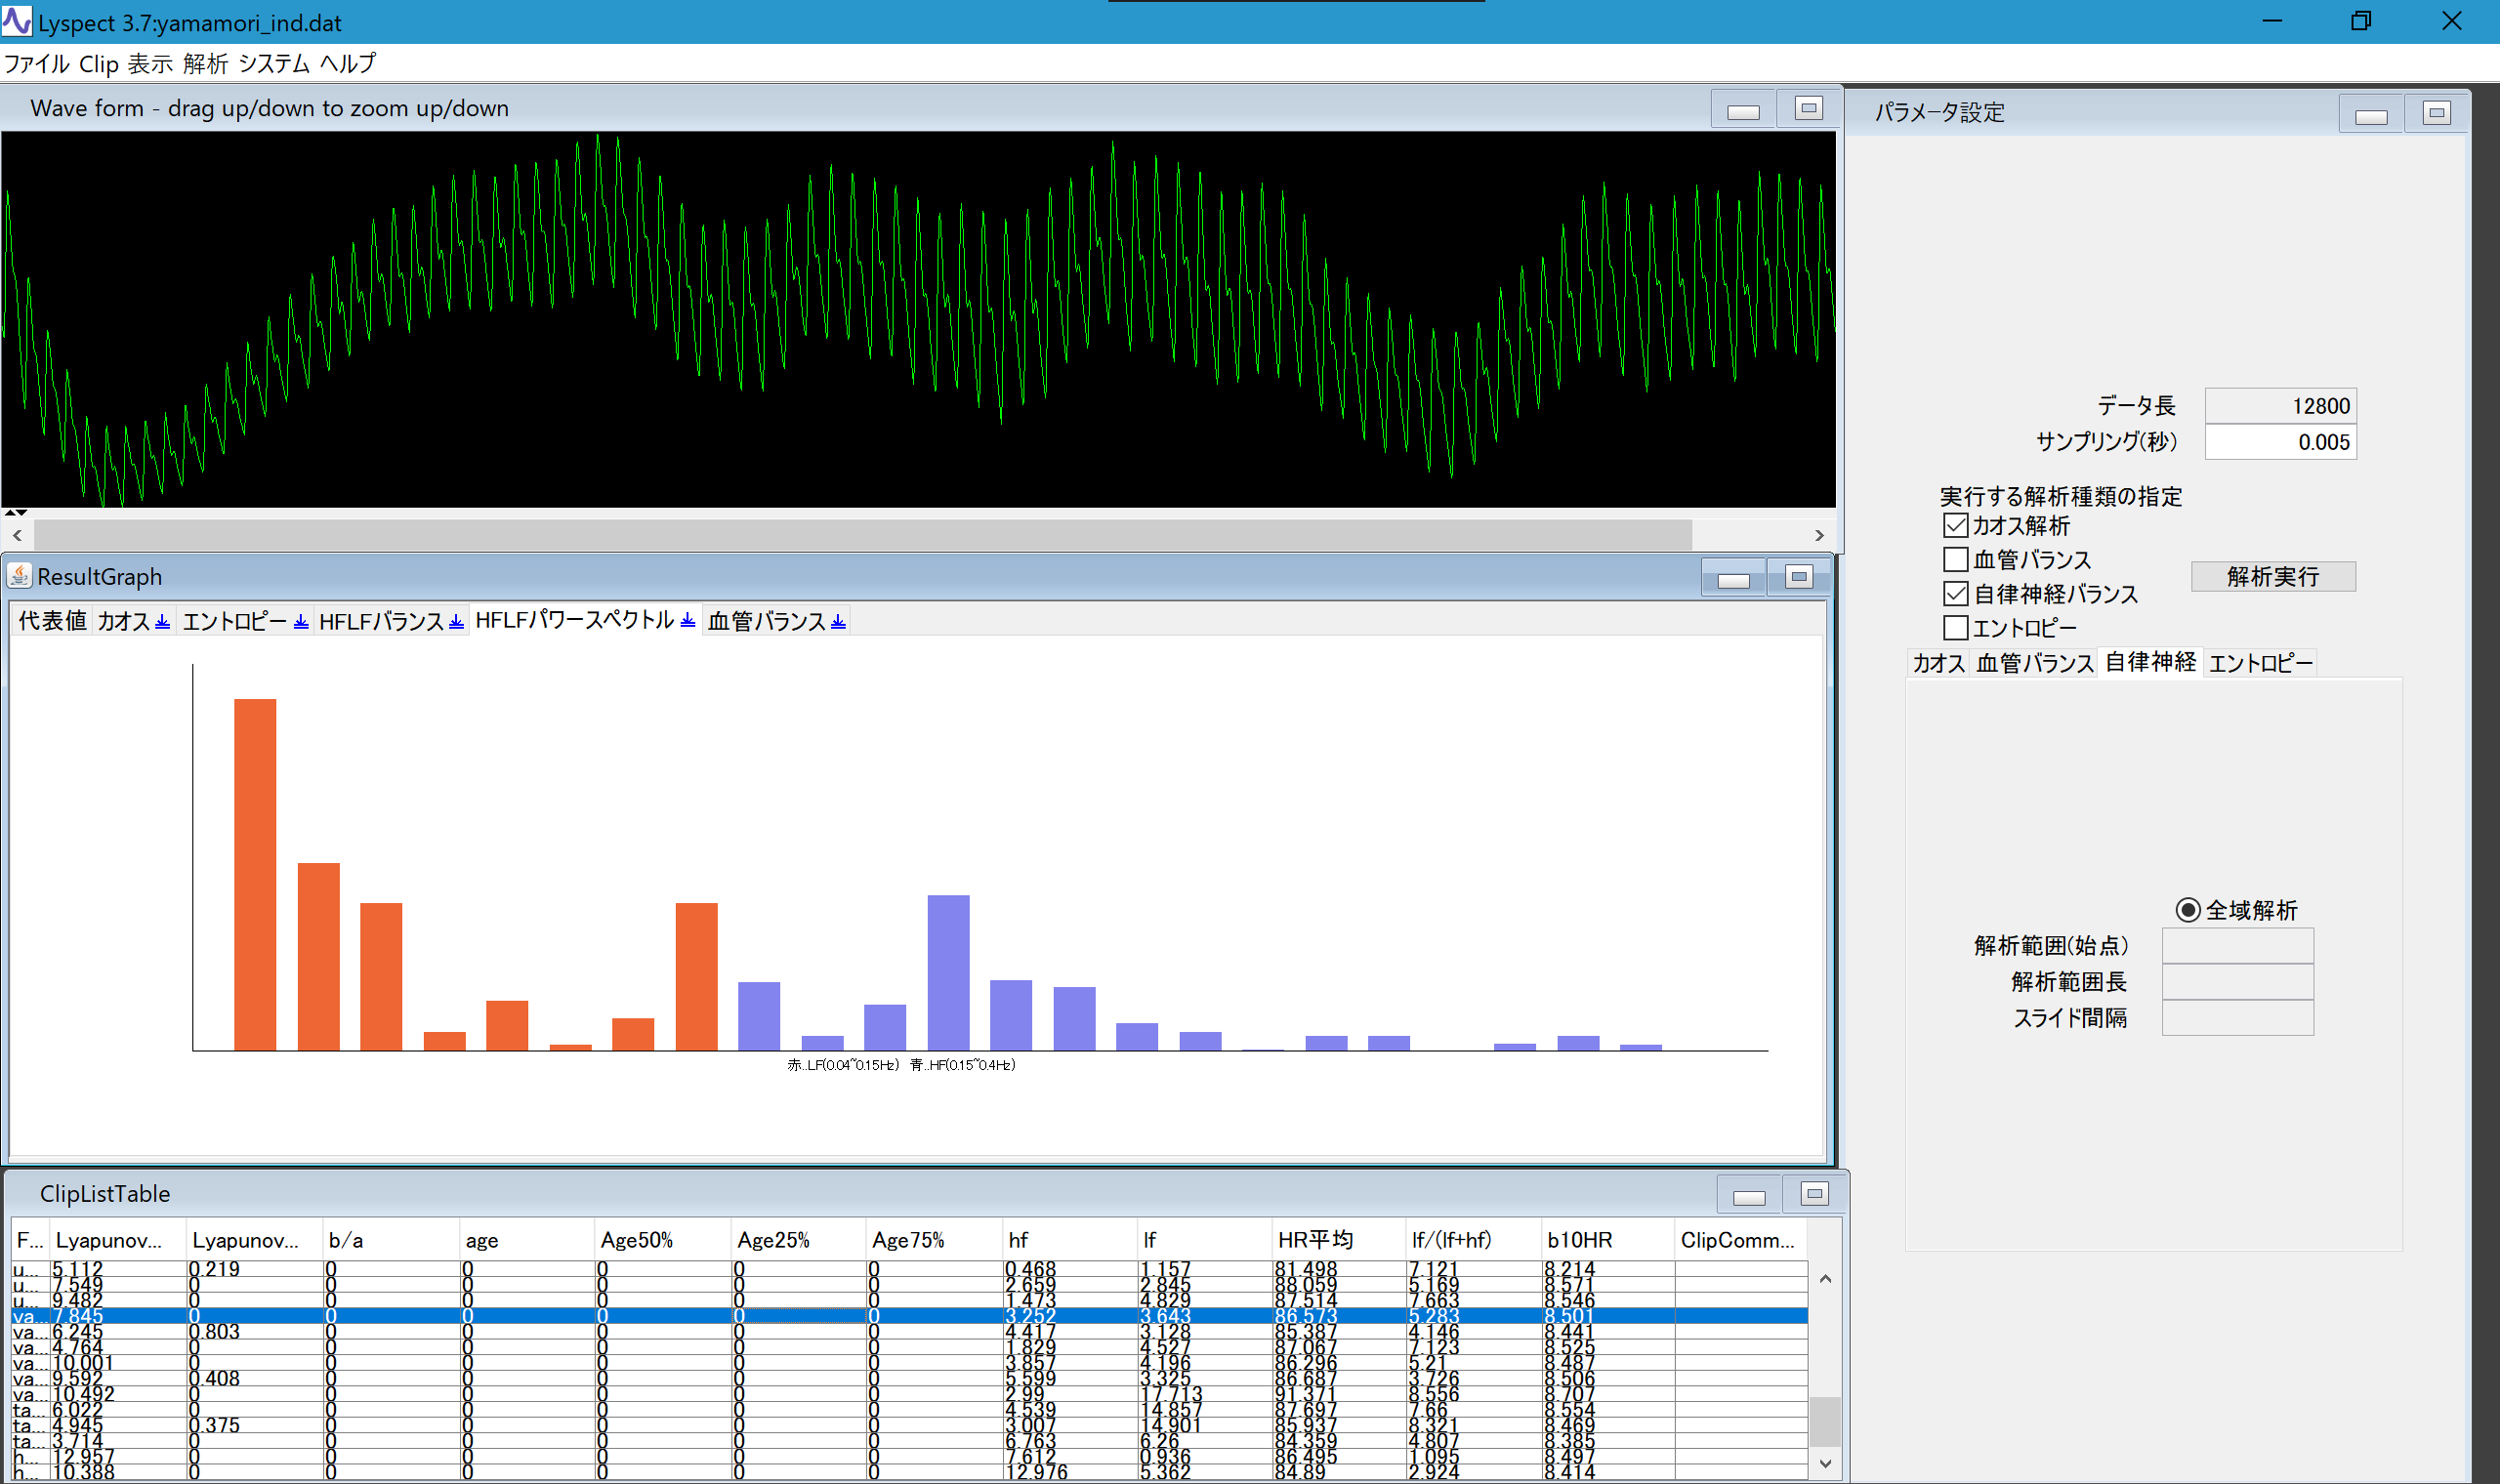 Lyspect 3.7:yamamori_ind.dat
ファイル Clip 表示 解析 システム ヘルプ
Wave form - drag up/down to zoom up/down
パラメータ設定
データ長 12800
サンプリング(秒) 0.005
実行する解析種類の指定
カオス解析
血管バランス
自律神経バランス
エントロピー
解析実行
カオス 血管バランス 自律神経 エントロピー
全域解析
解析範囲(始点)
解析範囲長
スライド間隔
ResultGraph
代表値 カオス エントロピー HFLFバランス HFLFパワースペクトル 血管バランス
赤..LF(0.04~0.15Hz) 青..HF(0.15~0.4Hz)
ClipListTable
F... Lyapunov... Lyapunov... b/a age Age50% Age25% Age75% hf lf HR平均 lf/(lf+hf) b10HR ClipComm...
u... 5.112 0.219 0 0 0 0 0 0.468 1.157 81.498 7.121 8.214
u... 7.549 0 0 0 0 0 0 2.659 2.845 88.059 5.169 8.571
u... 9.482 0 0 0 0 0 0 1.473 4.829 87.514 7.663 8.546
ya... 7.845 0 0 0 0 0 0 3.252 3.643 86.573 5.283 8.501
ya... 6.245 0.803 0 0 0 0 0 4.417 3.128 85.387 4.146 8.441
ya... 4.764 0 0 0 0 0 0 1.829 4.527 87.067 7.123 8.525
ya... 10.001 0 0 0 0 0 0 3.857 4.196 86.296 5.21 8.487
ya... 9.592 0.408 0 0 0 0 0 5.599 3.325 86.687 3.726 8.506
ya... 10.492 0 0 0 0 0 0 2.99 17.713 91.371 8.556 8.707
ta... 6.022 0 0 0 0 0 0 4.539 14.857 87.697 7.66 8.554
ta... 4.945 0.375 0 0 0 0 0 3.007 14.901 85.937 8.321 8.469
ta... 3.714 0 0 0 0 0 0 6.763 6.26 84.359 4.807 8.385
h... 12.957 0 0 0 0 0 0 7.612 0.936 86.495 1.095 8.497
h... 10.388 0 0 0 0 0 0 12.976 5.362 84.89 2.924 8.414